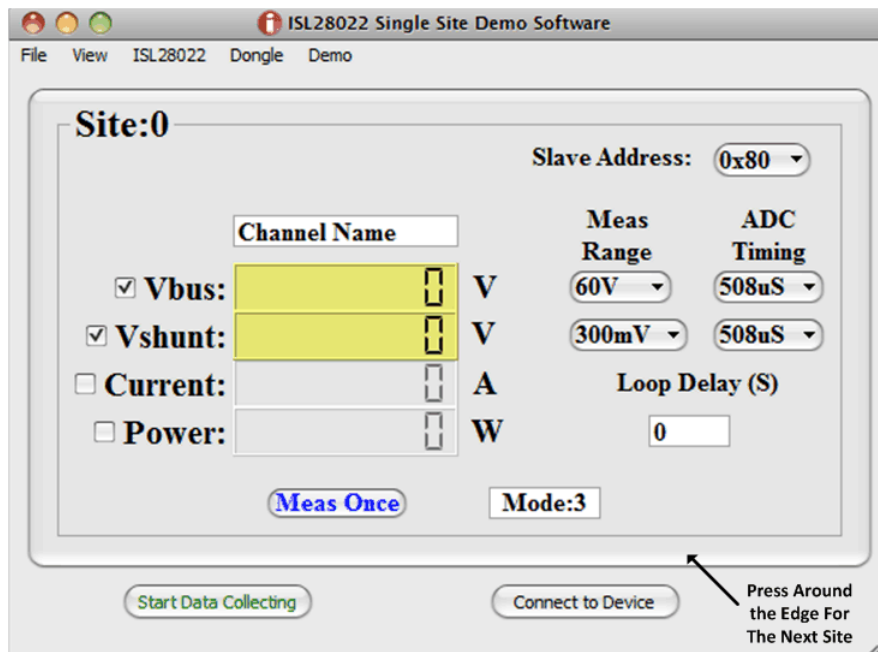 ISL28022 Single Site Demo Software
File View ISL28022 Dongle Demo
Site:0
Slave Address: 0x80
Channel Name
Meas Range
ADC Timing
Vbus: 0 V 60V 508uS
Vshunt: 0 V 300mV 508uS
Current: 0 A
Loop Delay (S)
Power: 0 W 0
Meas Once Mode:3
Start Data Collecting Connect to Device
Press Around
the Edge For
The Next Site